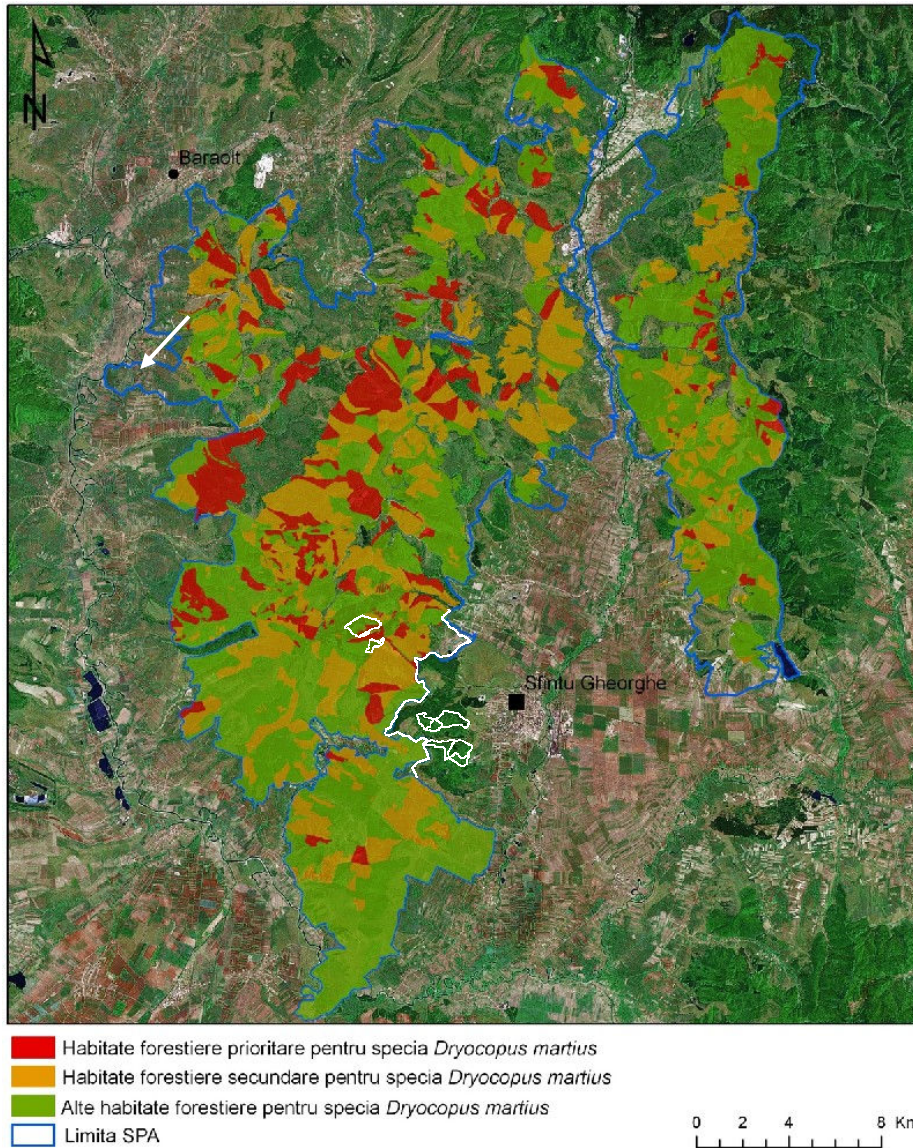 N
Baraolt
Sfintu Gheorghe
Habitate forestiere prioritare pentru specia Dryocopus martius
Habitate forestiere secundare pentru specia Dryocopus martius
Alte habitate forestiere pentru specia Dryocopus martius
Limita SPA
0 2 4 8 Km